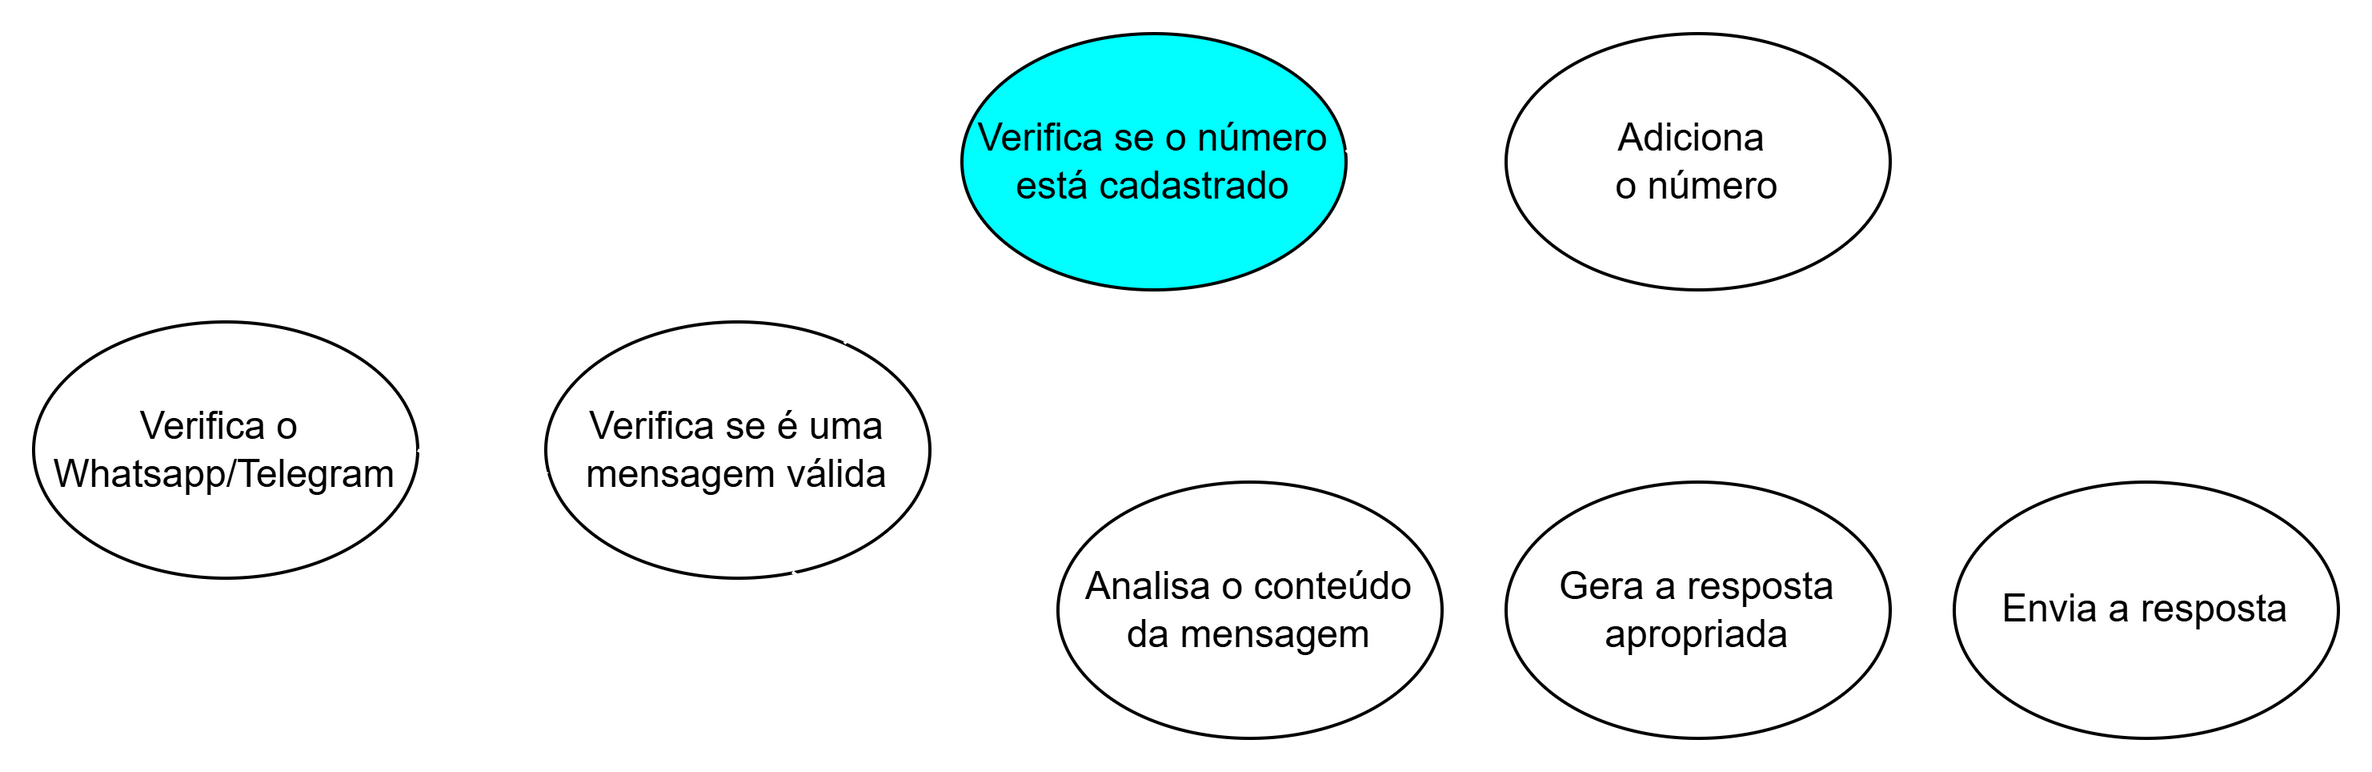 Verifica se o número
está cadastrado
Adiciona
o número
Verifica o
Whatsapp/Telegram
Verifica se é uma
mensagem válida
Analisa o conteúdo
da mensagem
Gera a resposta
apropriada
Envia a resposta